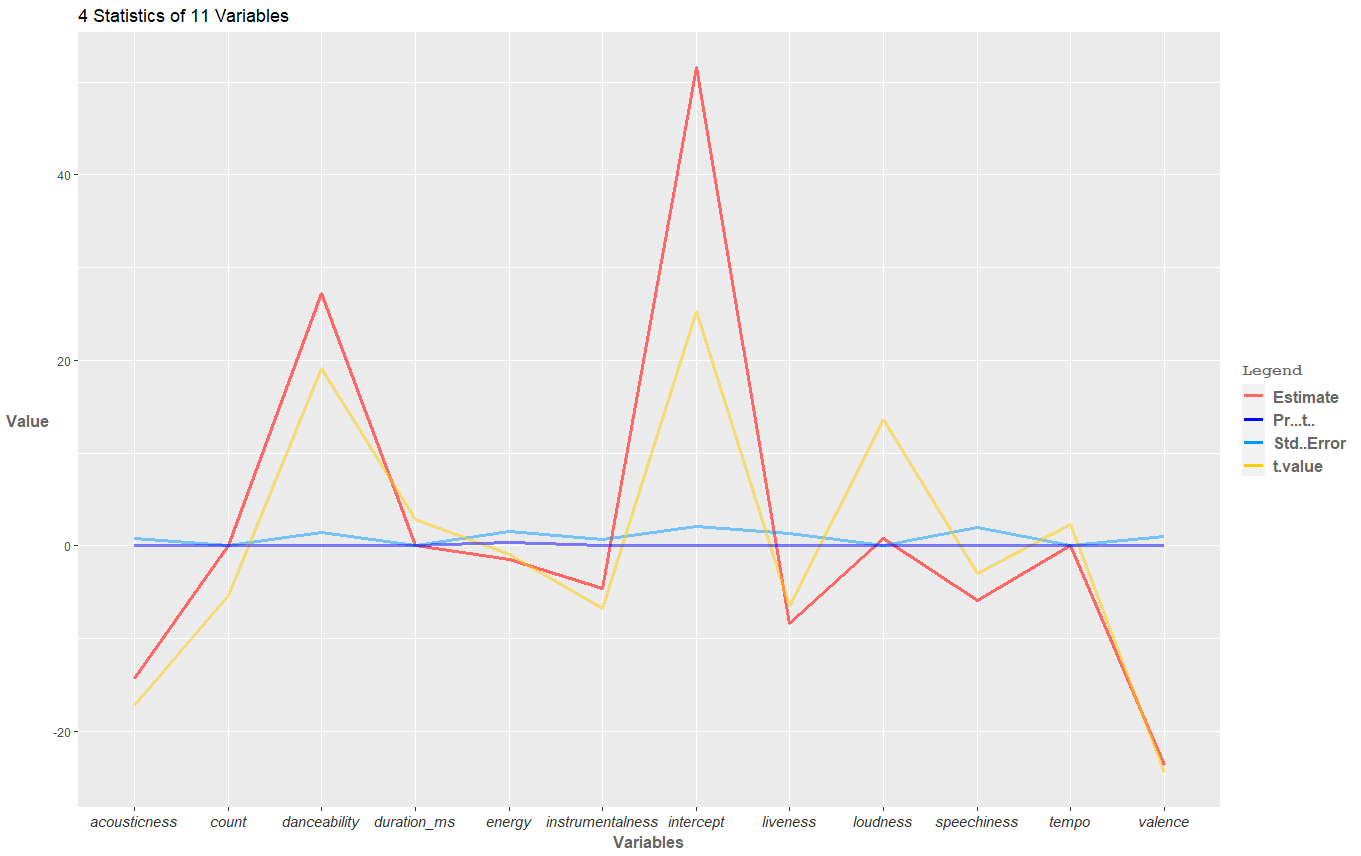 4 Statistics of 11 Variables
40
20
0
-20
Value
acousticness count danceability duration_ms energy instrumentalness intercept liveness loudness speechiness tempo valence
Variables
Legend
Estimate
Pr...t..
Std..Error
t.value